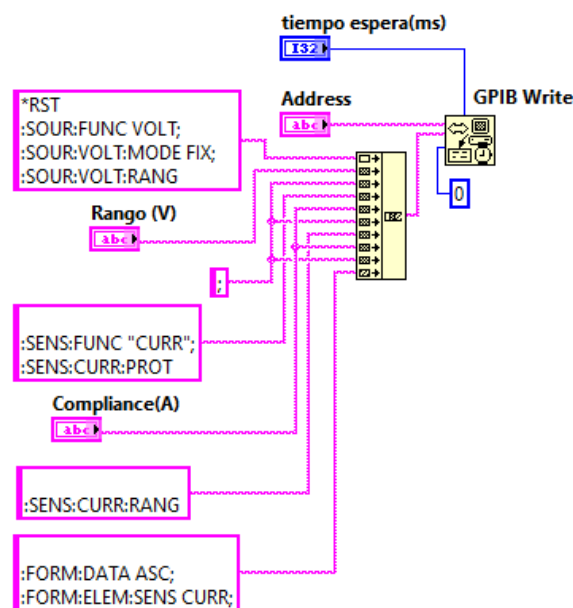 tiempo espera(ms)
I32
Address
abc
GPIB Write
*RST
:SOUR:FUNC VOLT;
:SOUR:VOLT:MODE FIX;
:SOUR:VOLT:RANG
Rango (V)
abc
0
;
:SENS:FUNC "CURR";
:SENS:CURR:PROT
Compliance(A)
abc
:SENS:CURR:RANG
:FORM:DATA ASC;
:FORM:ELEM:SENS CURR;